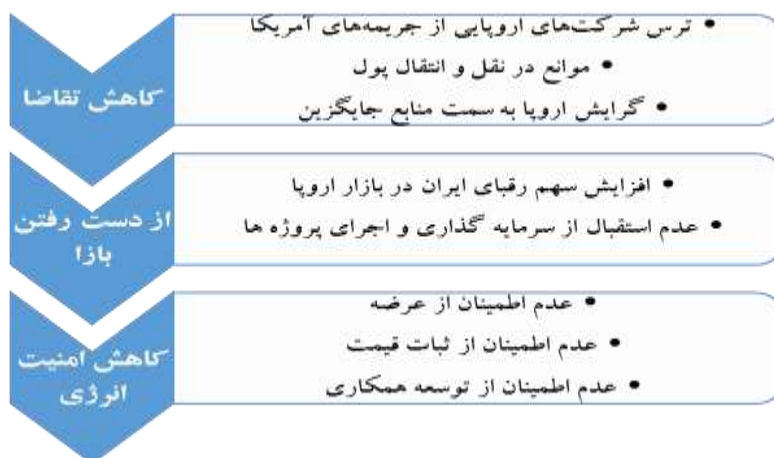 کاهش تقاضا
• ترس شرکت‌های اروپایی از جریمه‌های آمریکا
• موانع در نقل و انتقال پول
• گرایش اروپا به سمت منابع جایگزین
از دست رفتن
بازا
• افزایش سهم رقبای ایران در بازار اروپا
• عدم استقبال از سرمایه گذاری و اجرای پروژه ها
کاهش امنیت
انرژی
• عدم اطمینان از عرضه
• عدم اطمینان از ثبات قیمت
• عدم اطمینان از توسعه همکاری